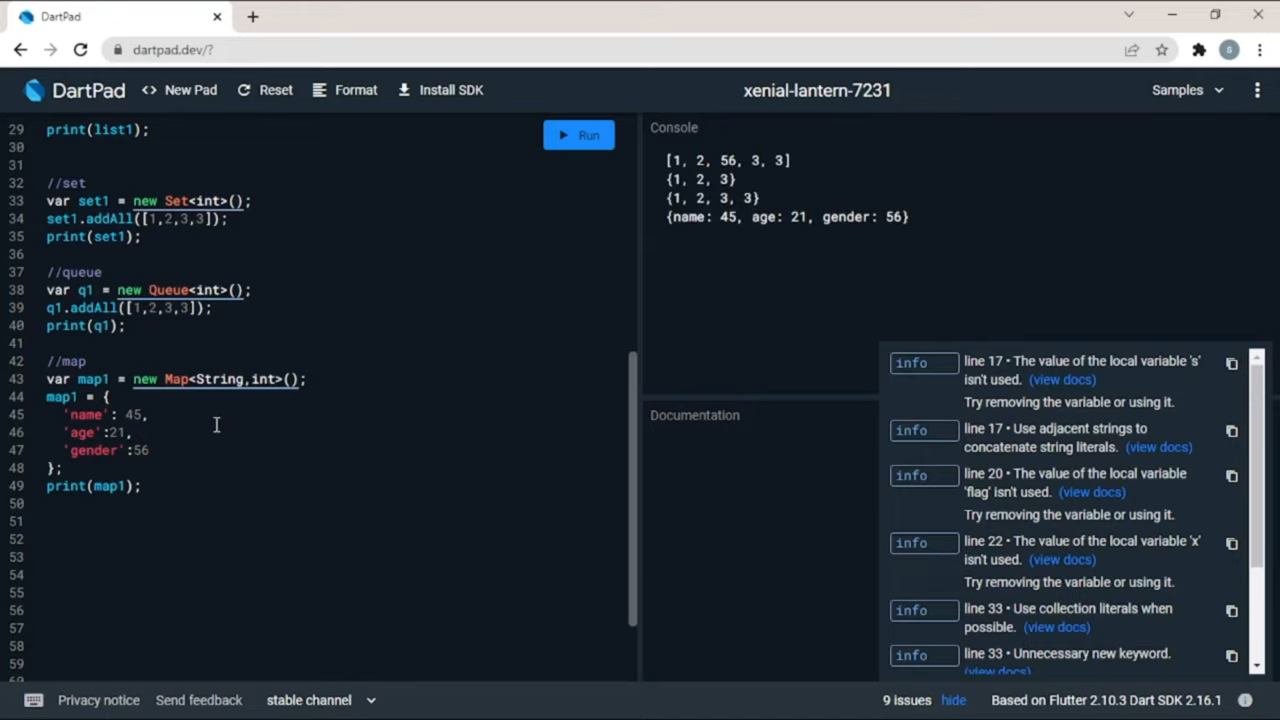 DartPad
dartpad.dev/?
S
DartPad
<> New Pad
Reset
Format
Install SDK
xenial-lantern-7231
Samples
29 print(list1);
30
31
32 //set
33 var set1 = new Set<int>();
34 set1.addAll([1,2,3,3]);
35 print(set1);
36
37 //queue
38 var q1 = new Queue<int>();
39 q1.addAll([1,2,3,3]);
40 print(q1);
41
42 //map
43 var map1 = new Map<String,int>();
44 map1 = {
45 'name': 45,
46 'age':21,
47 'gender':56
48 };
49 print(map1);
50
51
52
53
54
55
56
57
58
59
60
Run
Console
[1, 2, 56, 3, 3]
{1, 2, 3}
{1, 2, 3, 3}
{name: 45, age: 21, gender: 56}
Documentation
info line 17 • The value of the local variable 's'
isn't used. (view docs)
Try removing the variable or using it.
info line 17 • Use adjacent strings to
concatenate string literals. (view docs)
info line 20 • The value of the local variable
'flag' isn't used. (view docs)
Try removing the variable or using it.
info line 22 • The value of the local variable 'x'
isn't used. (view docs)
Try removing the variable or using it.
info line 33 • Use collection literals when
possible. (view docs)
info line 33 • Unnecessary new keyword.
(view docs)
Privacy notice
Send feedback
stable channel
9 issues hide
Based on Flutter 2.10.3 Dart SDK 2.16.1